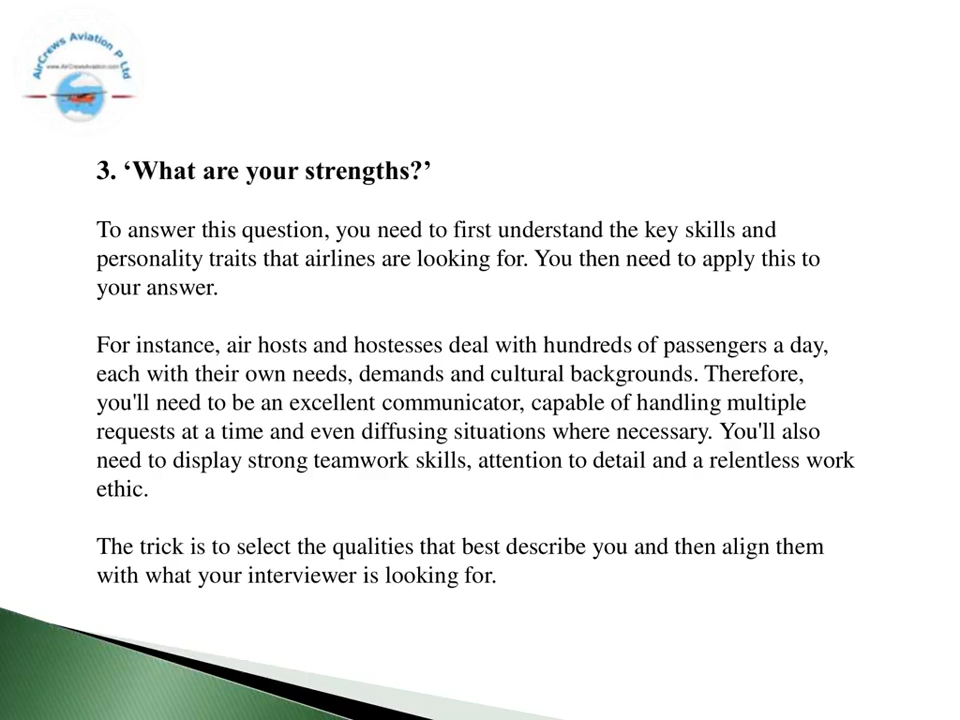 AirCrews Aviation P Ltd
www.AirCrewsAviation.com
3. ‘What are your strengths?’
To answer this question, you need to first understand the key skills and
personality traits that airlines are looking for. You then need to apply this to
your answer.
For instance, air hosts and hostesses deal with hundreds of passengers a day,
each with their own needs, demands and cultural backgrounds. Therefore,
you'll need to be an excellent communicator, capable of handling multiple
requests at a time and even diffusing situations where necessary. You'll also
need to display strong teamwork skills, attention to detail and a relentless work
ethic.
The trick is to select the qualities that best describe you and then align them
with what your interviewer is looking for.